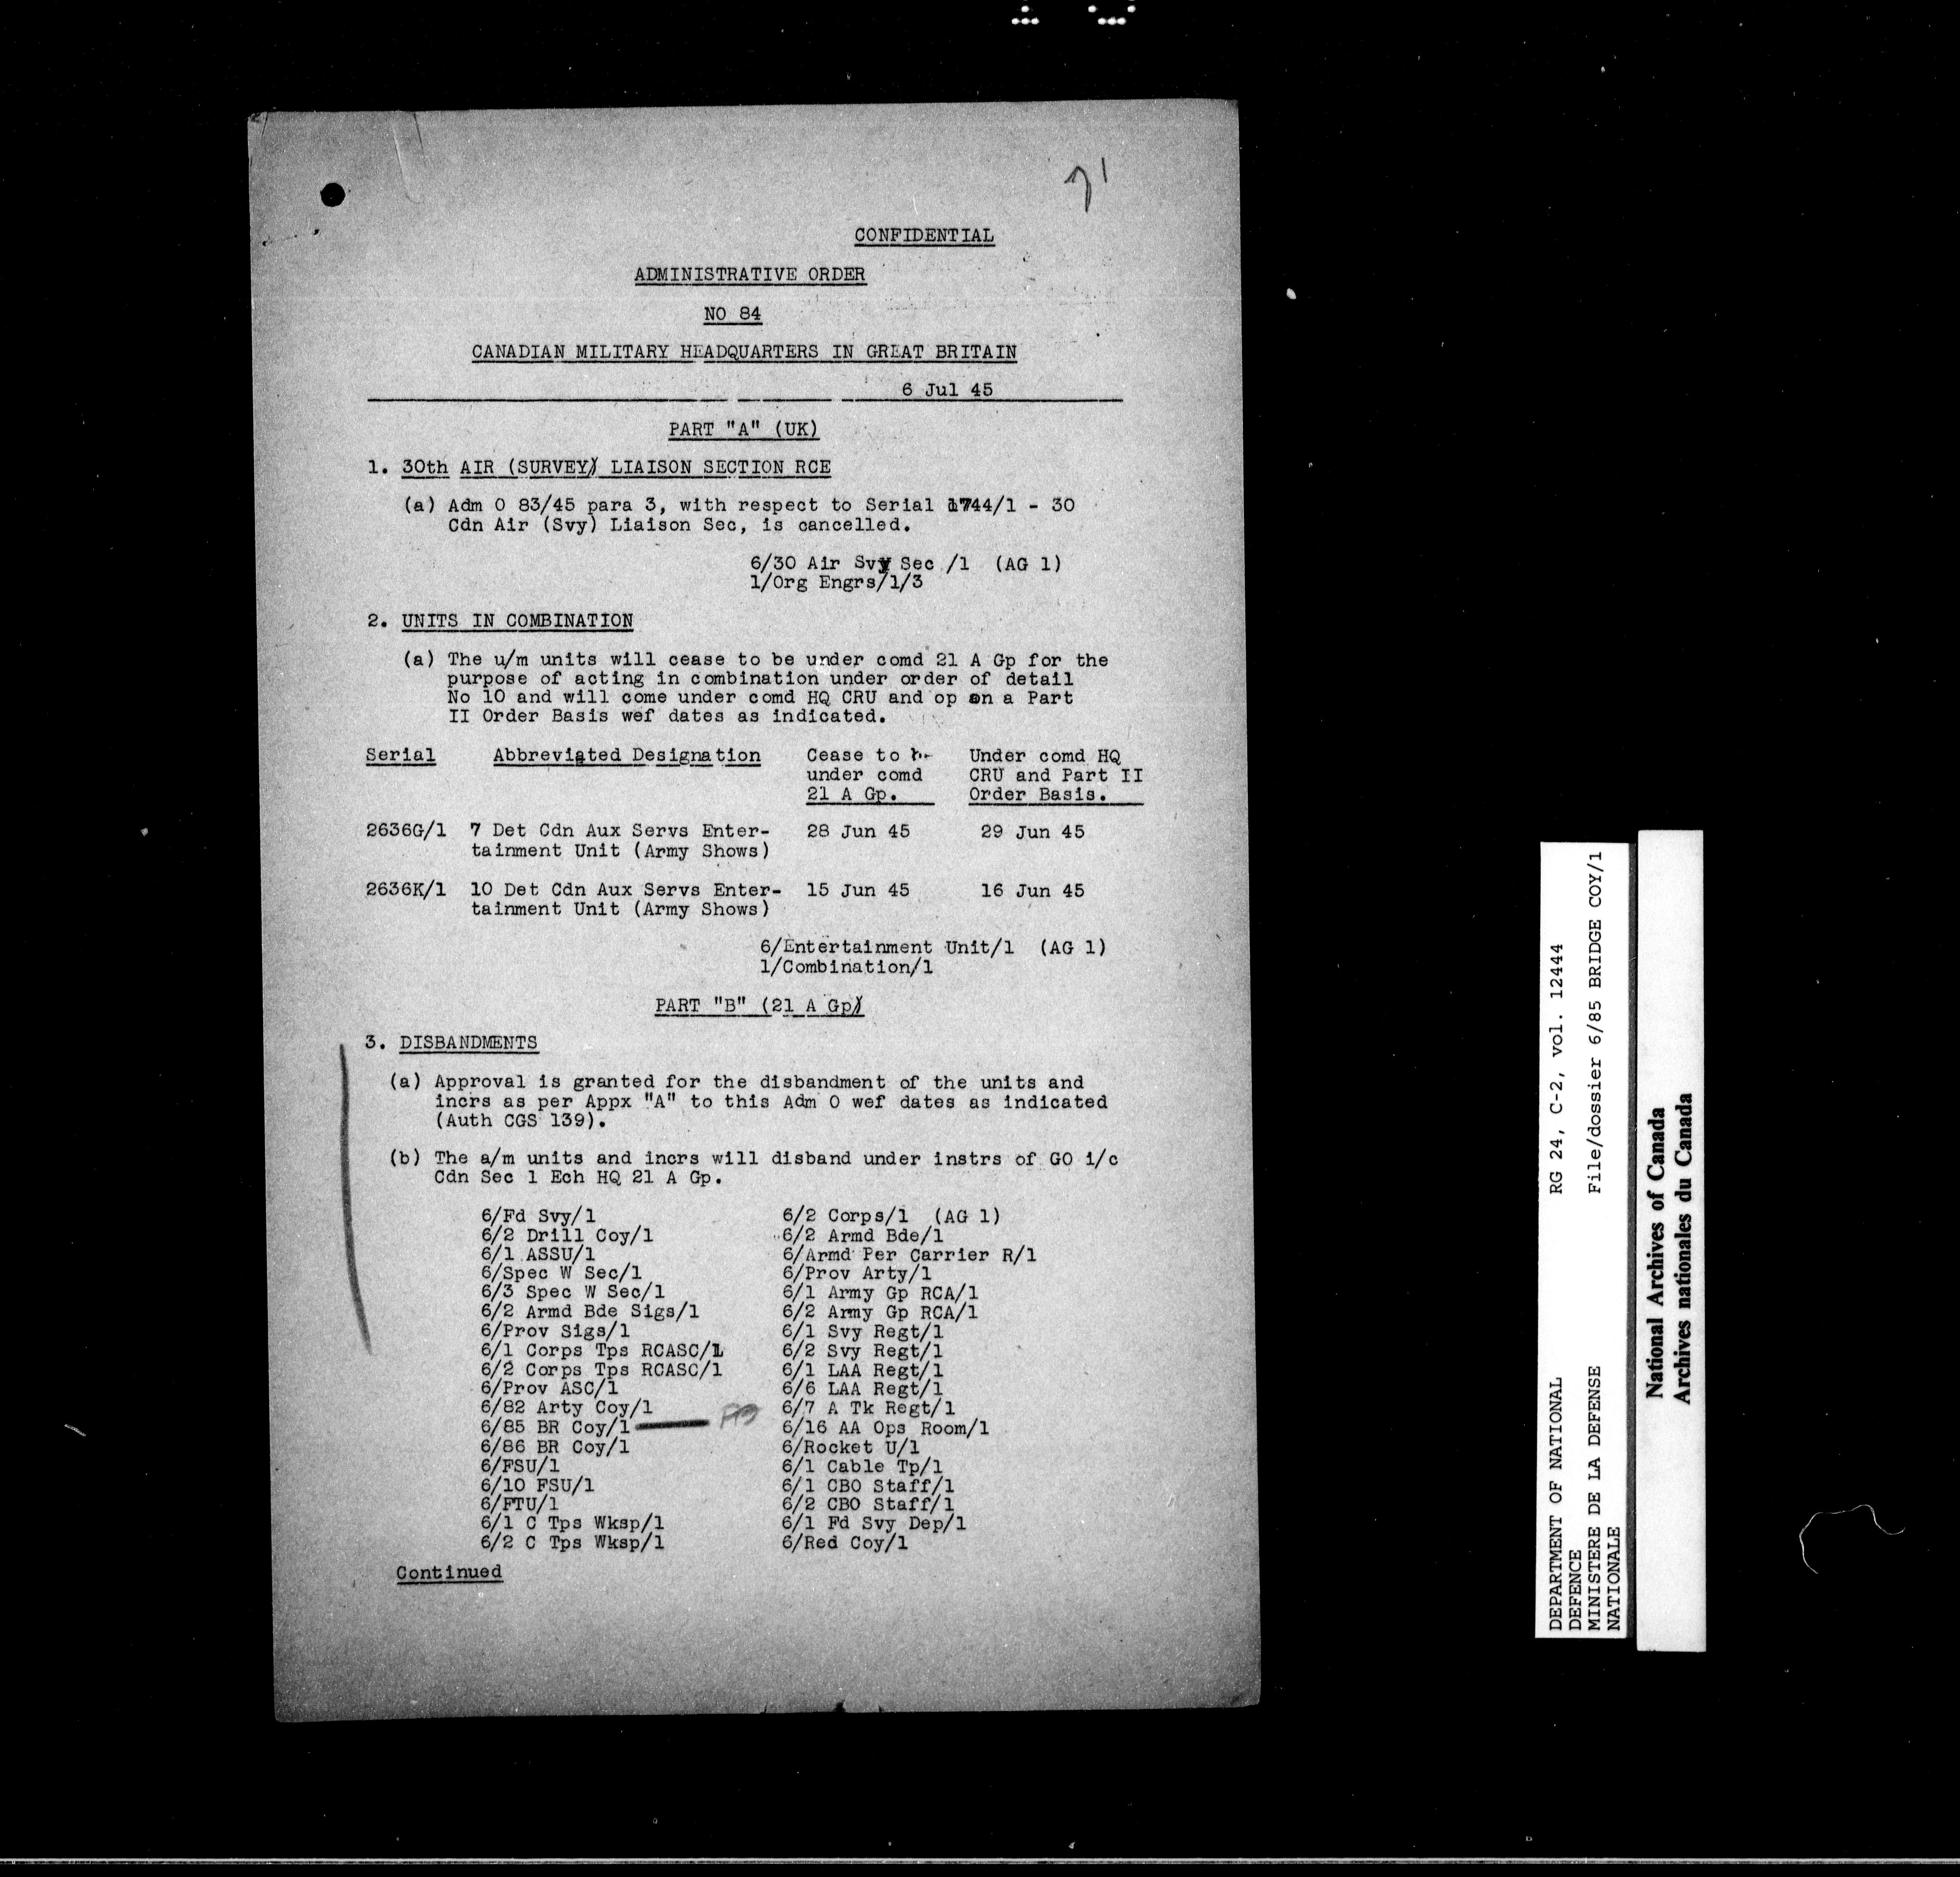 71
CONFIDENTIAL
ADMINISTRATIVE ORDER
NO 84
CANADIAN MILITARY HEADQUARTERS IN GREAT BRITAIN
6 Jul 45
PART "A" (UK)
1. 30th AIR (SURVEY) LIAISON SECTION RCE
(a) Adm O 83/45 para 3, with respect to Serial 1744/1 - 30
Cdn Air (Svy) Liaison Sec, is cancelled.
6/30 Air Svy Sec /1 (AG 1)
1/Org Engrs/1/3
2. UNITS IN COMBINATION
(a) The u/m units will cease to be under comd 21 A Gp for the
purpose of acting in combination under order of detail
No 10 and will come under comd HQ CRU and op on a Part
II Order Basis wef dates as indicated.
Serial Abbreviated Designation Cease to be Under comd HQ
under comd CRU and Part II
21 A Gp. Order Basis.
2636G/1 7 Det Cdn Aux Servs Enter- 28 Jun 45 29 Jun 45
tainment Unit (Army Shows)
2636K/1 10 Det Cdn Aux Servs Enter- 15 Jun 45 16 Jun 45
tainment Unit (Army Shows)
6/Entertainment Unit/1 (AG 1)
1/Combination/1
PART "B" (21 A Gp)
3. DISBANDMENTS
(a) Approval is granted for the disbandment of the units and
incrs as per Appx "A" to this Adm O wef dates as indicated
(Auth CGS 139).
(b) The a/m units and incrs will disband under instrs of GO i/c
Cdn Sec 1 Ech HQ 21 A Gp.
6/Fd Svy/1 6/2 Corps/1 (AG 1)
6/2 Drill Coy/1 6/2 Armd Bde/1
6/1 ASSU/1 6/Armd Per Carrier R/1
6/Spec W Sec/1 6/Prov Arty/1
6/3 Spec W Sec/1 6/1 Army Gp RCA/1
6/2 Armd Bde Sigs/1 6/2 Army Gp RCA/1
6/Prov Sigs/1 6/1 Svy Regt/1
6/1 Corps Tps RCASC/1 6/2 Svy Regt/1
6/2 Corps Tps RCASC/1 6/1 LAA Regt/1
6/Prov ASC/1 6/6 LAA Regt/1
6/82 Arty Coy/1 6/7 A Tk Regt/1
6/85 BR Coy/1 6/16 AA Ops Room/1
6/86 BR Coy/1 6/Rocket U/1
6/FSU/1 6/1 Cable Tp/1
6/10 FSU/1 6/1 CBO Staff/1
6/FTU/1 6/2 CBO Staff/1
6/1 C Tps Wksp/1 6/1 Fd Svy Dep/1
6/2 C Tps Wksp/1 6/Red Coy/1
Continued
DEPARTMENT OF NATIONAL RG 24, C-2, vol. 12444
DEFENCE
MINISTERE DE LA DEFENSE File/dossier 6/85 BRIDGE COY/1
NATIONALE
National Archives of Canada
Archives nationales du Canada